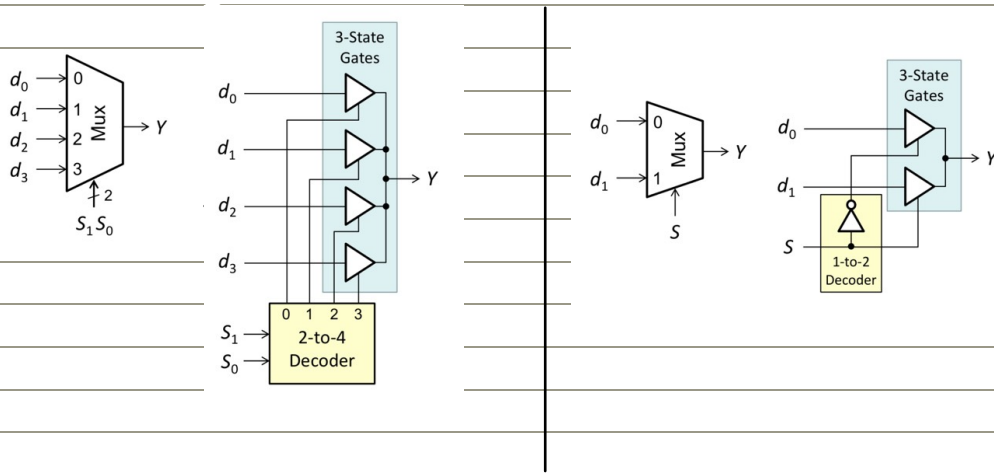 d0
d1
d2
d3
0
1
2
3
Mux
2
S1 S0
Y
3-State
Gates
d0
d1
d2
d3
Y
0 1 2 3
2-to-4
Decoder
S1
S0
d0
d1
0
1
Mux
Y
S
3-State
Gates
d0
d1
Y
S
1-to-2
Decoder